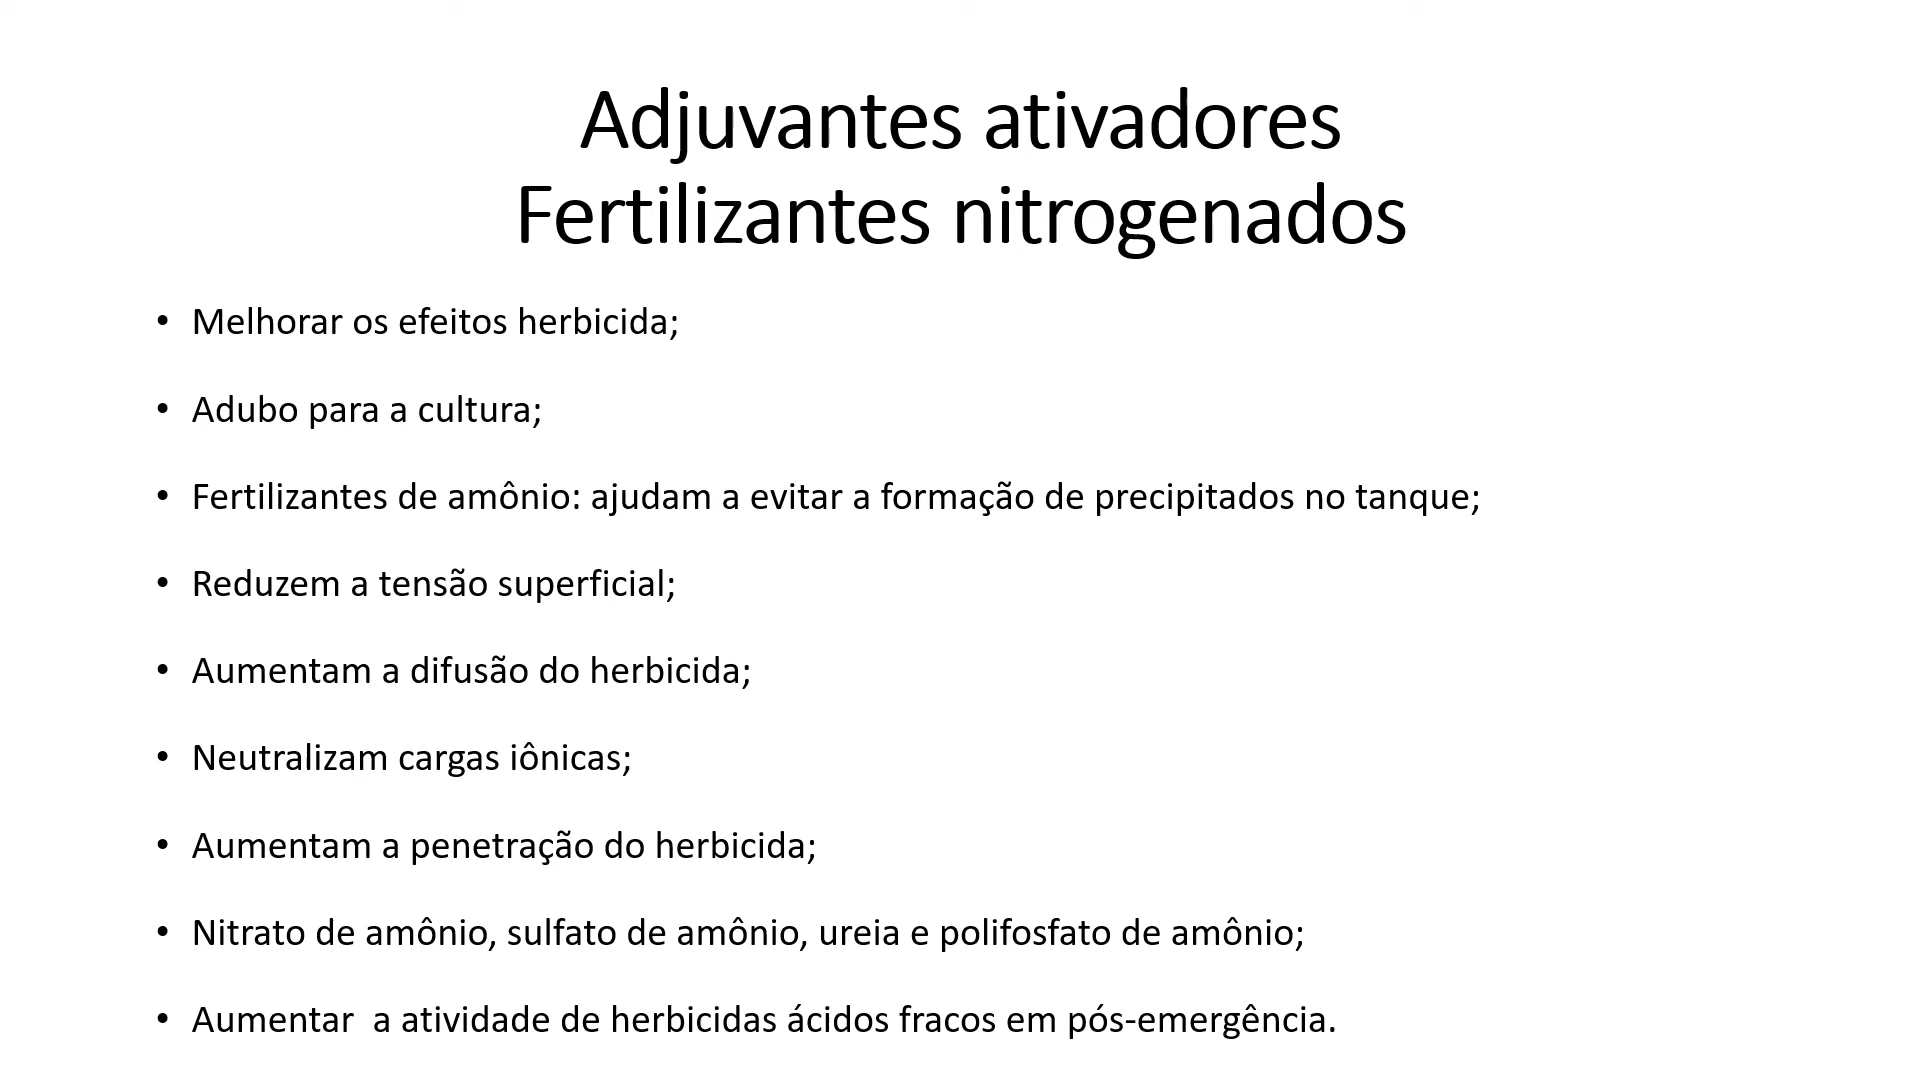 Adjuvantes ativadores
Fertilizantes nitrogenados
• Melhorar os efeitos herbicida;
• Adubo para a cultura;
• Fertilizantes de amônio: ajudam a evitar a formação de precipitados no tanque;
• Reduzem a tensão superficial;
• Aumentam a difusão do herbicida;
• Neutralizam cargas iônicas;
• Aumentam a penetração do herbicida;
• Nitrato de amônio, sulfato de amônio, ureia e polifosfato de amônio;
• Aumentar  a atividade de herbicidas ácidos fracos em pós-emergência.